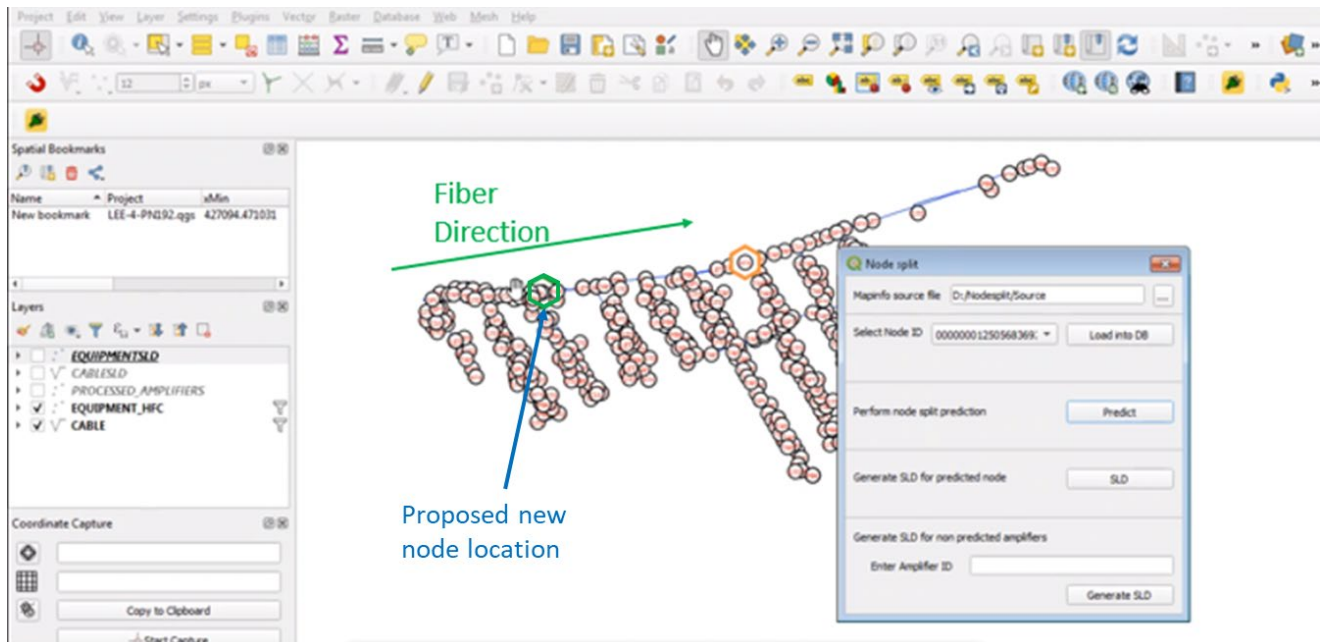 Project Edit View Layer Settings Plugins Vector Raster Database Web Mesh Help
12 px
Spatial Bookmarks
Name Project xMin
New bookmark LEE-4-PN192.qgs 427094.471031
Layers
EQUIPMENTSLD
CABLESLD
PROCESSED_AMPLIFIERS
EQUIPMENT_HFC
CABLE
Coordinate Capture
Copy to Clipboard
Start Capture
Fiber
Direction
Proposed new
node location
Node split
Mapinfo source file D:/Nodesplit/Source ...
Select Node ID Load into DB
Perform node split prediction Predict
Generate SLD for predicted node SLD
Generate SLD for non predicted amplifiers
Enter Amplifier ID
Generate SLD